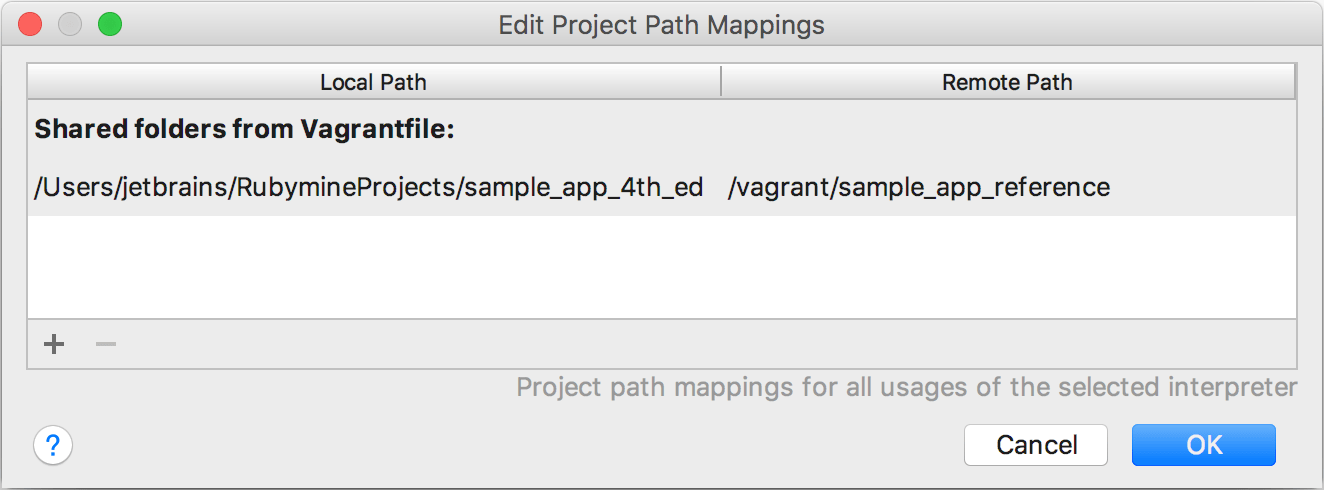 Edit Project Path Mappings
Local Path Remote Path
Shared folders from Vagrantfile:
/Users/jetbrains/RubymineProjects/sample_app_4th_ed /vagrant/sample_app_reference
+ −
Project path mappings for all usages of the selected interpreter
? Cancel OK